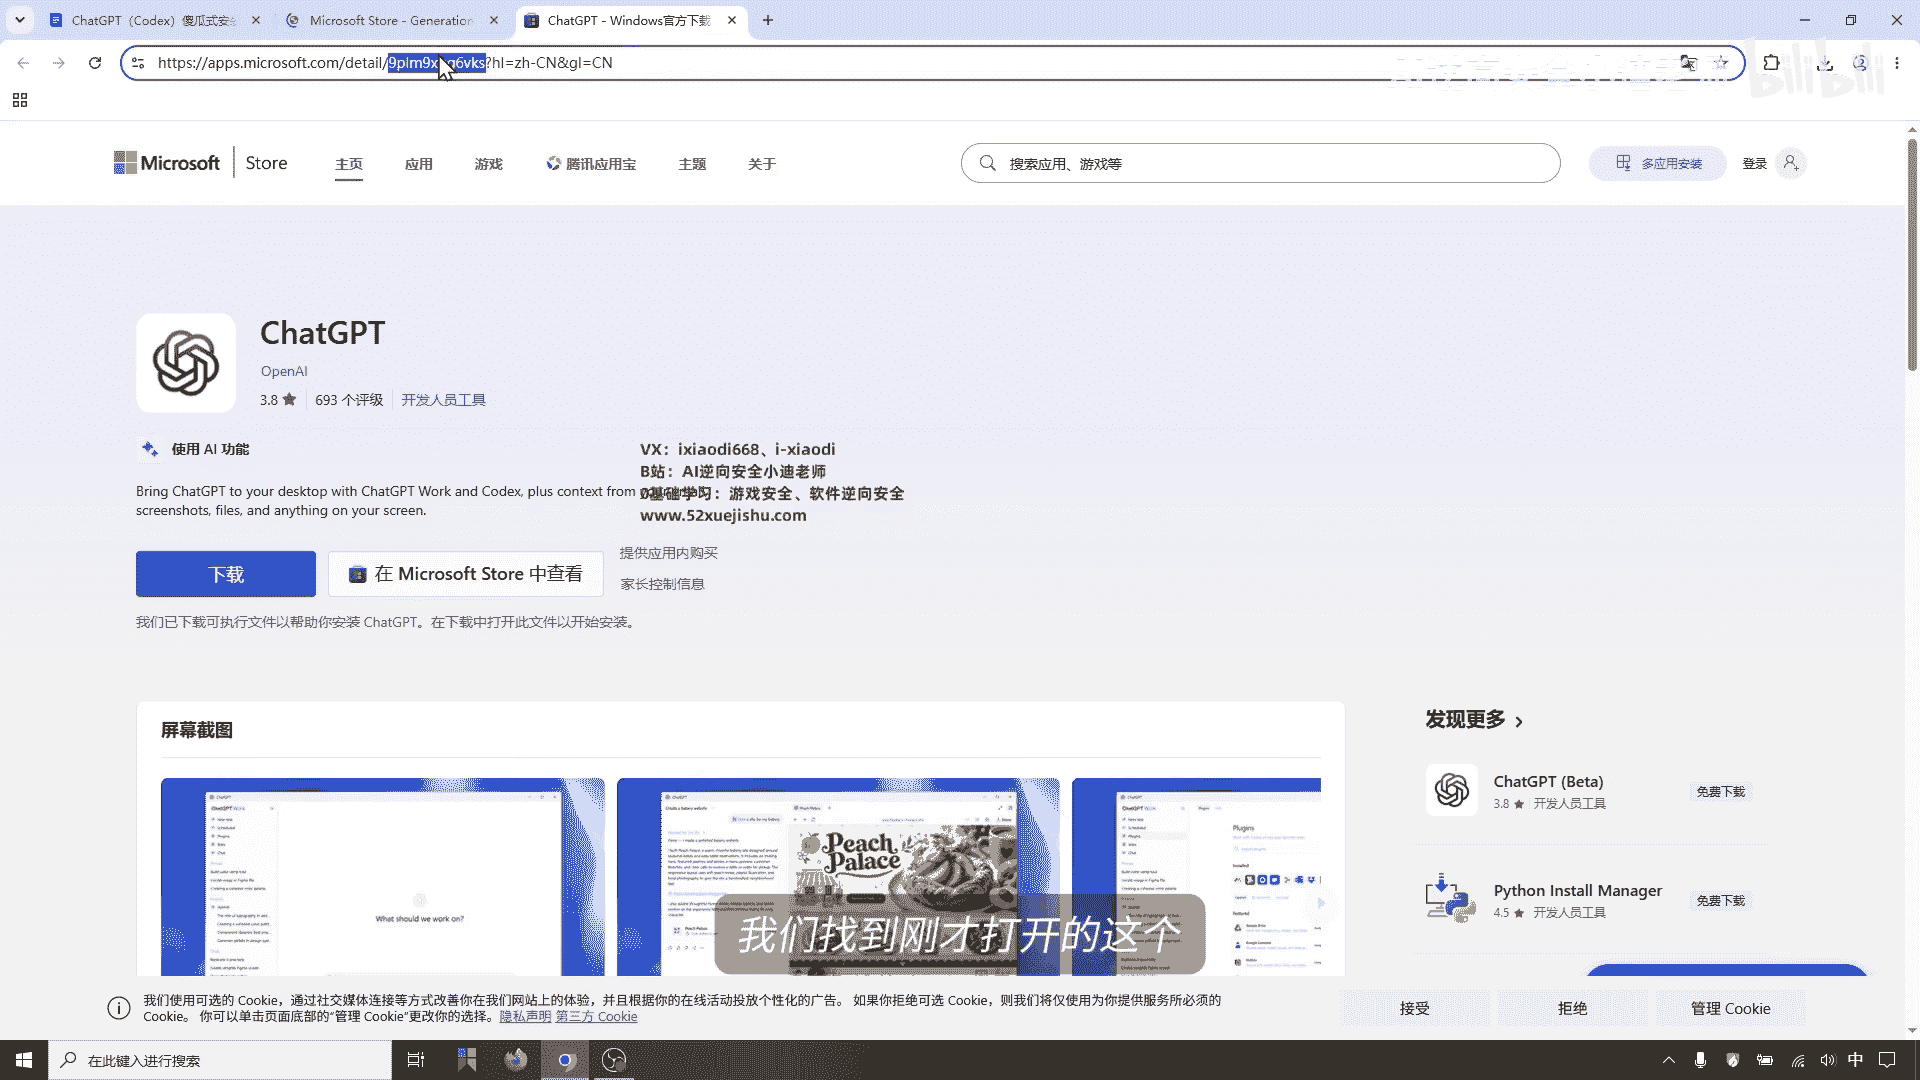 ChatGPT（Codex）傻瓜式安全
Microsoft Store - Generation
ChatGPT - Windows官方下载
?hl=zh-CN&gl=CN
https://apps.microsoft.com/detail/
bilibili
Microsoft
Store
主页
应用
游戏
腾讯应用宝
主题
关于
搜索应用、游戏等
多应用安装
登录
ChatGPT
OpenAI
3.8 ★
693 个评级
开发人员工具
使用 AI 功能
VX：ixiaodi668、i-xiaodi
B站：AI逆向安全小迪老师
0基础学习：游戏安全、软件逆向安全
www.52xuejishu.com
Bring ChatGPT to your desktop with ChatGPT Work and Codex, plus context from
screenshots, files, and anything on your screen.
下载
在 Microsoft Store 中查看
提供应用内购买
家长控制信息
我们已下载可执行文件以帮助你安装 ChatGPT。在下载中打开此文件以开始安装。
屏幕截图
What should we work on?
Peach
Palace
Plugins
发现更多
ChatGPT (Beta)
3.8 ★ 开发人员工具
免费下载
Python Install Manager
4.5 ★ 开发人员工具
免费下载
我们找到刚才打开的这个
我们使用可选的 Cookie，通过社交媒体连接等方式改善你在我们网站上的体验，并且根据你的在线活动投放个性化的广告。 如果你拒绝可选 Cookie，则我们将仅使用为你提供服务所必须的
Cookie。 你可以单击页面底部的“管理 Cookie”更改你的选择。 隐私声明 第三方 Cookie
接受
拒绝
管理 Cookie
在此键入进行搜索
中